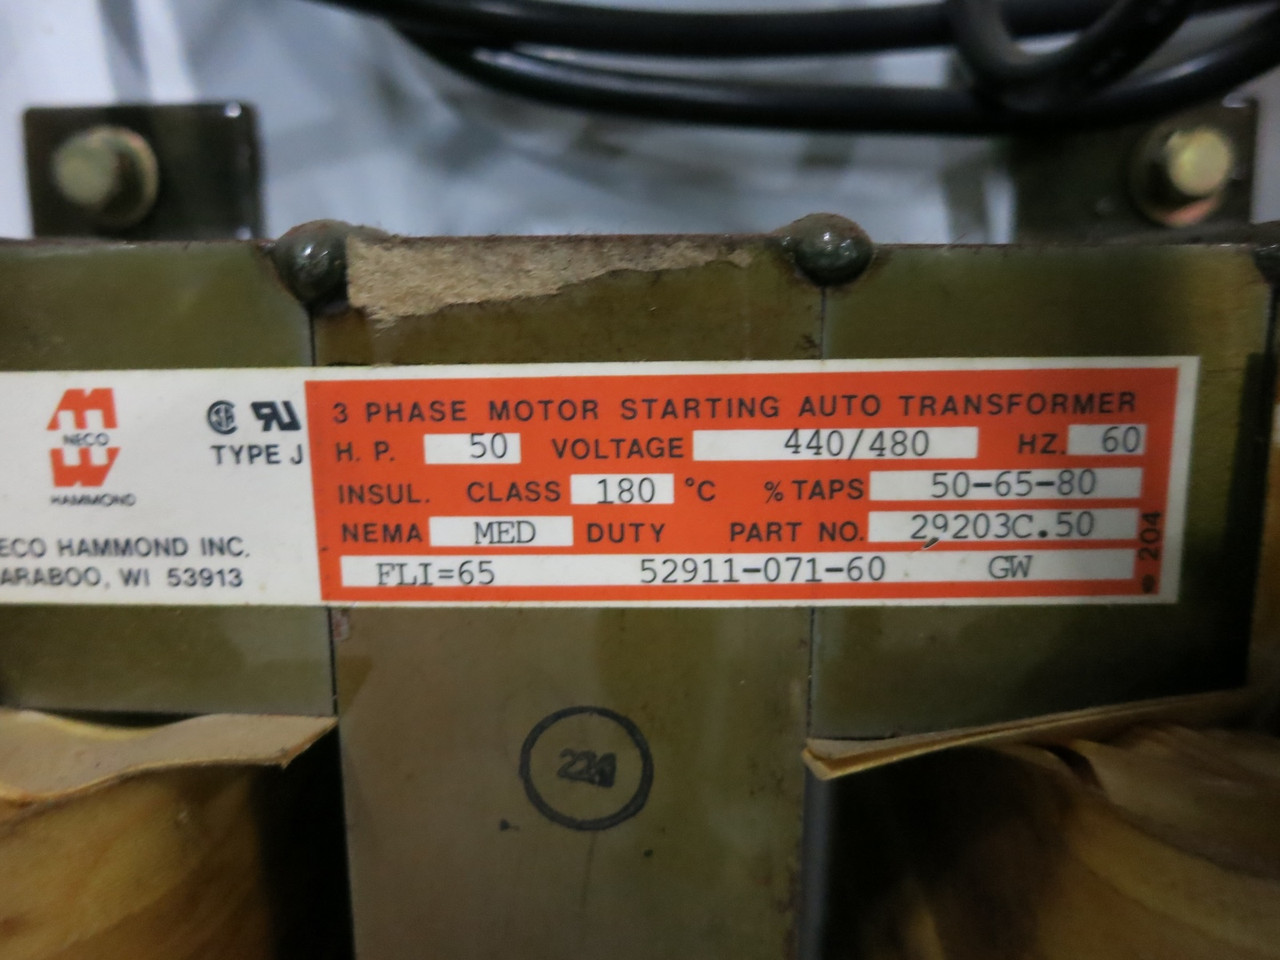 NECO
HAMMOND
TYPE J
ECO HAMMOND INC.
ARABOO, WI 53913
3 PHASE MOTOR STARTING AUTO TRANSFORMER
H. P. 50 VOLTAGE 440/480 HZ. 60
INSUL. CLASS 180 °C % TAPS 50-65-80
NEMA MED DUTY PART NO. 29203C.50
FLI=65 52911-071-60 GW
204